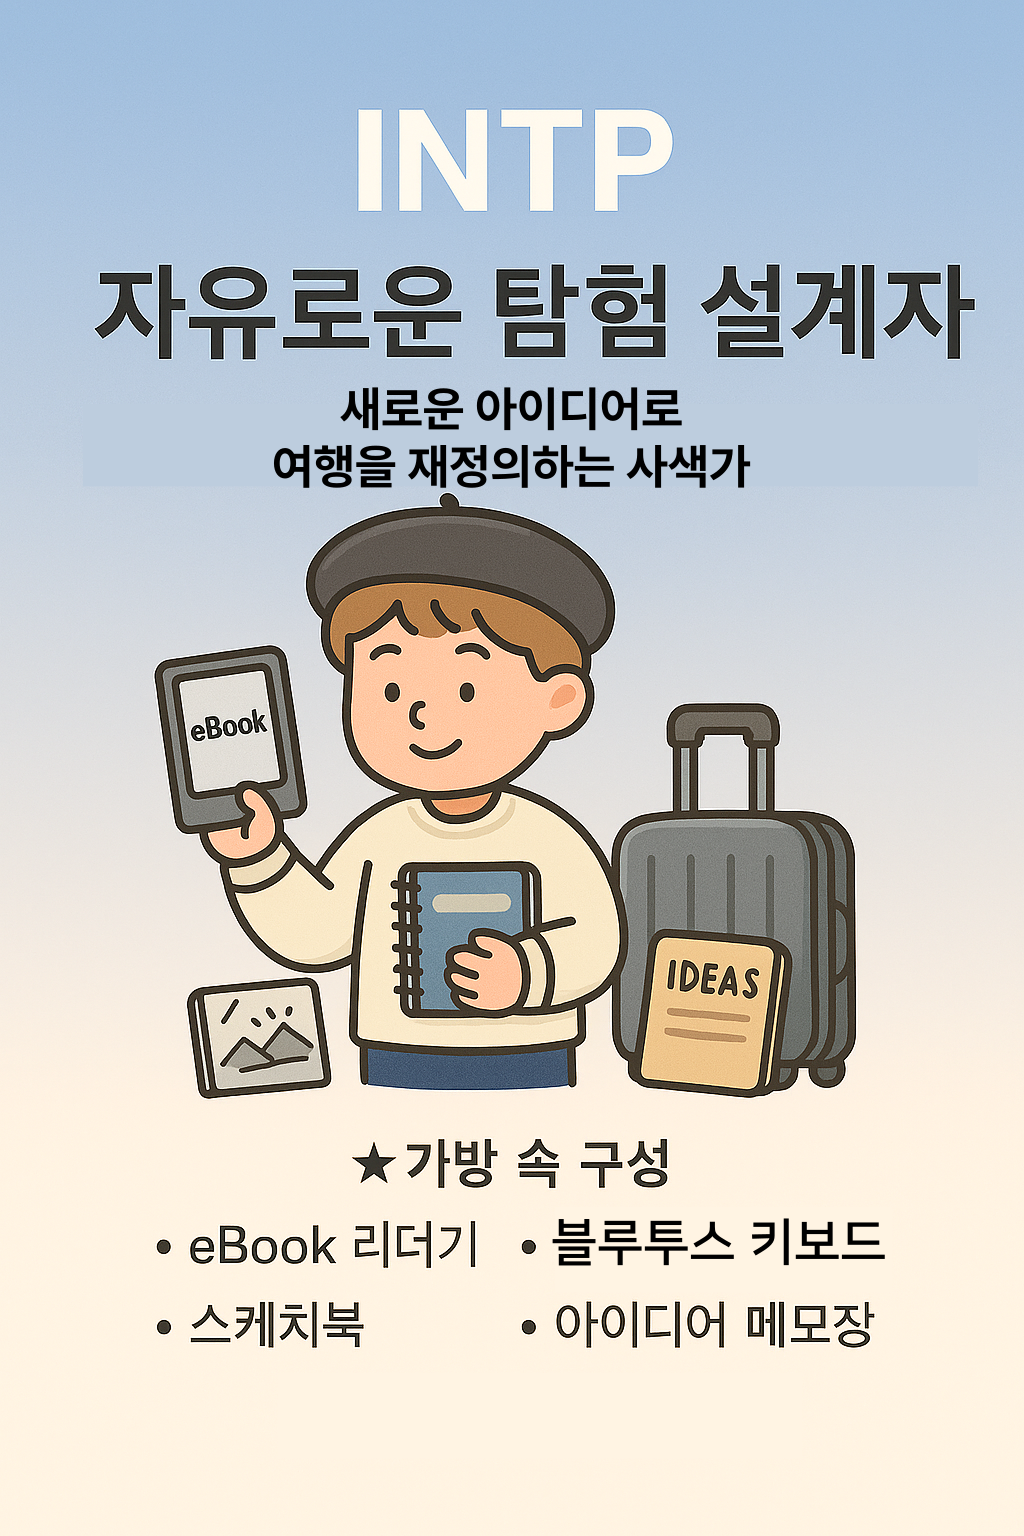 INTP
자유로운 탐험 설계자
새로운 아이디어로
여행을 재정의하는 사색가
eBook
IDEAS
★가방 속 구성
• eBook 리더기 • 블루투스 키보드
• 스케치북 • 아이디어 메모장